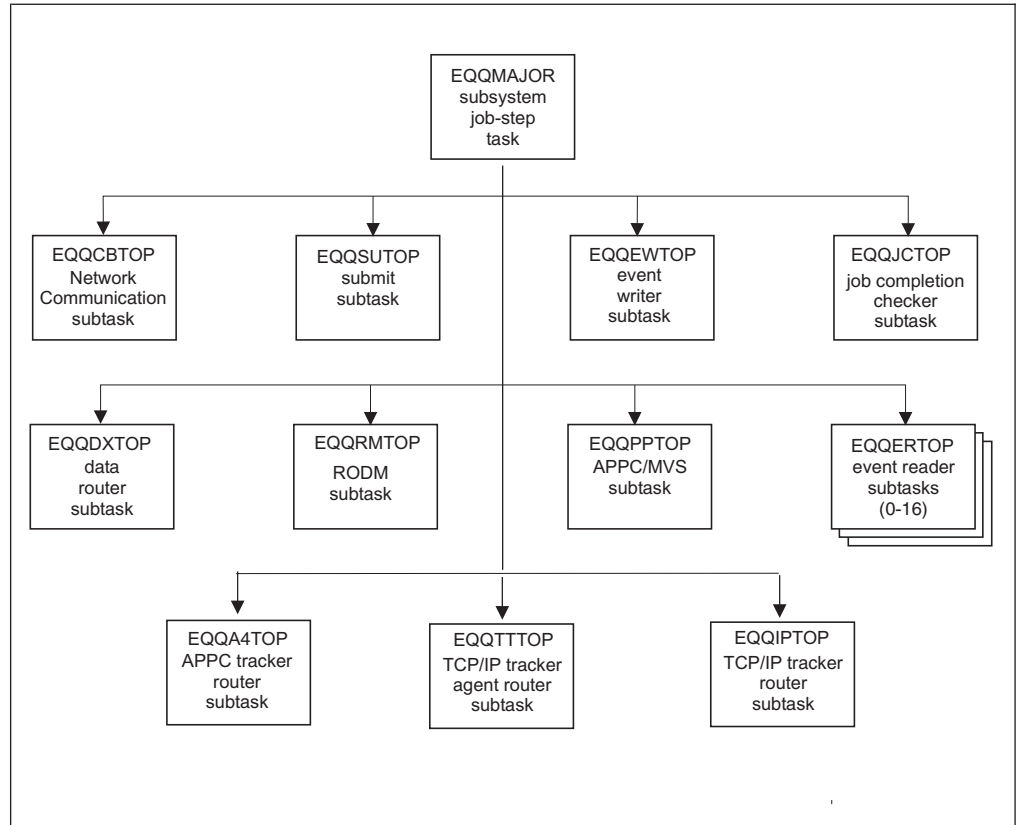 EQQMAJOR
subsystem
job-step
task
EQQCBTOP
Network
Communication
subtask
EQQSUTOP
submit
subtask
EQQEWTOP
event
writer
subtask
EQQJCTOP
job completion
checker
subtask
EQQDXTOP
data
router
subtask
EQQRMTOP
RODM
subtask
EQQPPTOP
APPC/MVS
subtask
EQQERTOP
event reader
subtasks
(0-16)
EQQA4TOP
APPC tracker
router
subtask
EQQTTTOP
TCP/IP tracker
agent router
subtask
EQQIPTOP
TCP/IP tracker
router
subtask